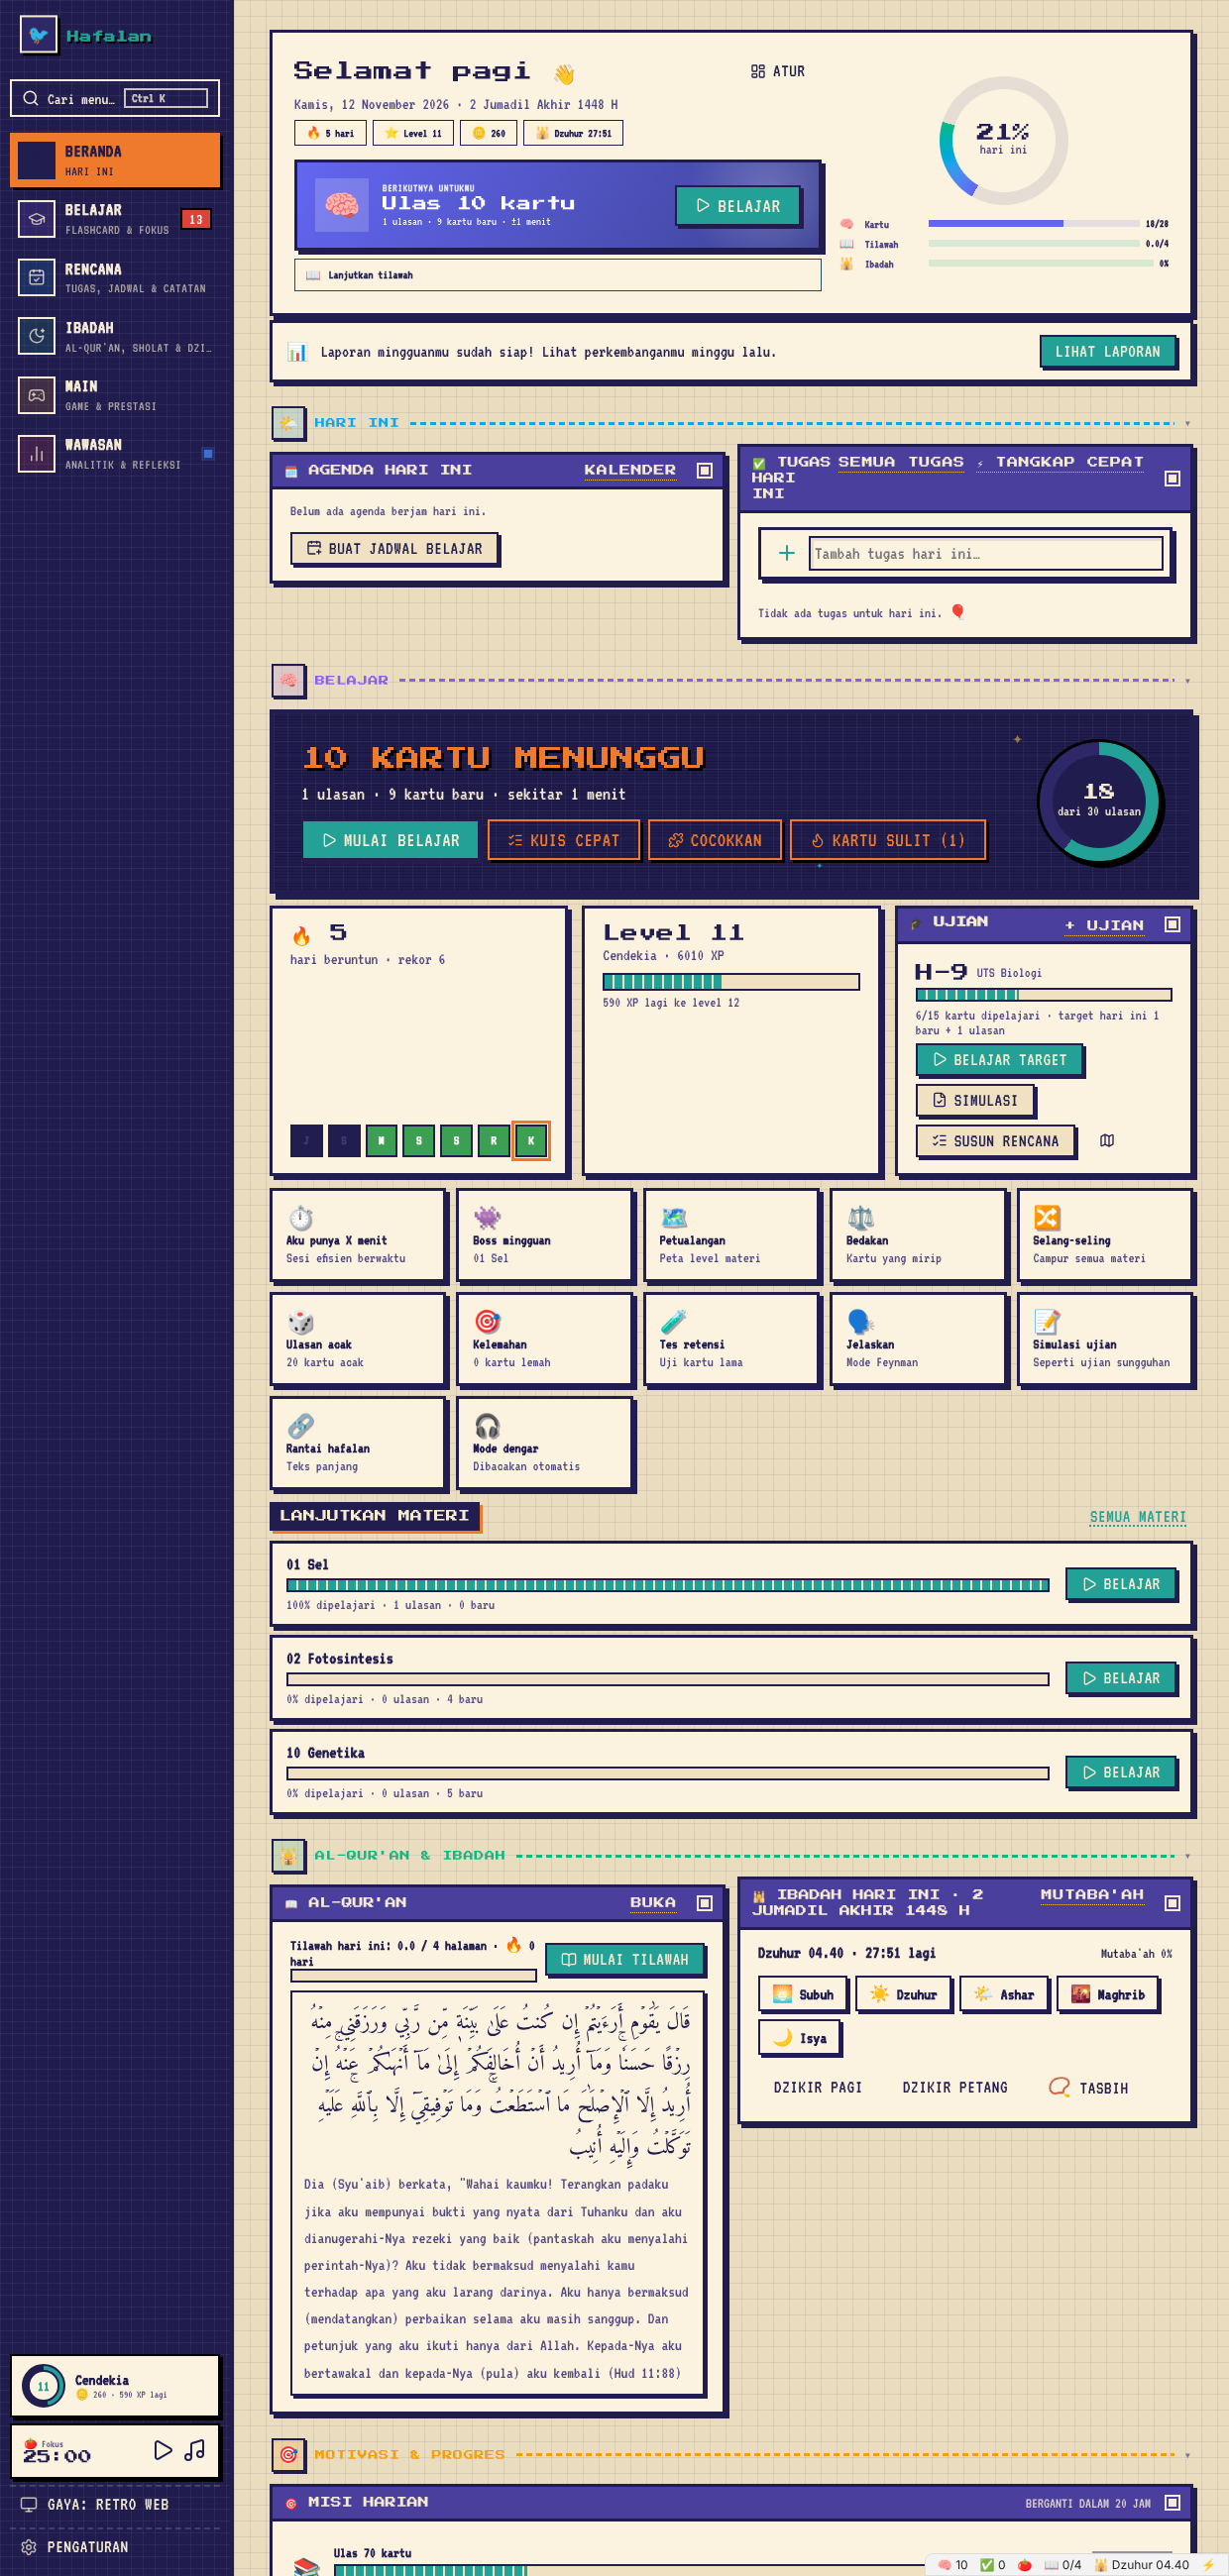 Hafalan
Cari menu… Ctrl K
BERANDA
HARI INI
BELAJAR
FLASHCARD & FOKUS 13
RENCANA
TUGAS, JADWAL & CATATAN
IBADAH
AL-QUR'AN, SHOLAT & DZI…
MAIN
GAME & PRESTASI
WAWASAN
ANALITIK & REFLEKSI
Cendekia
11
260 · 590 XP lagi
Fokus
25:00
GAYA: RETRO WEB
PENGATURAN
Selamat pagi 👋
ATUR
Kamis, 12 November 2026 · 2 Jumadil Akhir 1448 H
🔥 5 hari ⭐ Level 11 🪙 260 🕌 Dzuhur 27:51
BERIKUTNYA UNTUKMU
Ulas 10 kartu
1 ulasan · 9 kartu baru · ±1 menit
BELAJAR
📖 Lanjutkan tilawah
21%
hari ini
🧠 Kartu 18/28
📖 Tilawah 0.0/4
🕌 Ibadah 0%
📊 Laporan mingguanmu sudah siap! Lihat perkembanganmu minggu lalu.
LIHAT LAPORAN
HARI INI
AGENDA HARI INI KALENDER
Belum ada agenda berjam hari ini.
BUAT JADWAL BELAJAR
✅ TUGAS HARI INI SEMUA TUGAS ⚡ TANGKAP CEPAT
Tambah tugas hari ini…
Tidak ada tugas untuk hari ini. 🎈
BELAJAR
10 KARTU MENUNGGU
1 ulasan · 9 kartu baru · sekitar 1 menit
MULAI BELAJAR KUIS CEPAT COCOKKAN KARTU SULIT (1)
18
dari 30 ulasan
🔥 5
hari beruntun · rekor 6
J S M S S R K
Level 11
Cendekia · 6010 XP
590 XP lagi ke level 12
🎓 UJIAN + UJIAN
H-9 UTS Biologi
6/15 kartu dipelajari · target hari ini 1
baru + 1 ulasan
BELAJAR TARGET
SIMULASI
SUSUN RENCANA
Aku punya X menit
Sesi efisien berwaktu
Boss mingguan
01 Sel
Petualangan
Peta level materi
Bedakan
Kartu yang mirip
Selang-seling
Campur semua materi
Ulasan acak
20 kartu acak
Kelemahan
0 kartu lemah
Tes retensi
Uji kartu lama
Jelaskan
Mode Feynman
Simulasi ujian
Seperti ujian sungguhan
Rantai hafalan
Teks panjang
Mode dengar
Dibacakan otomatis
LANJUTKAN MATERI SEMUA MATERI
01 Sel
100% dipelajari · 1 ulasan · 0 baru
BELAJAR
02 Fotosintesis
0% dipelajari · 0 ulasan · 4 baru
BELAJAR
10 Genetika
0% dipelajari · 0 ulasan · 5 baru
BELAJAR
AL-QUR'AN & IBADAH
📖 AL-QUR'AN BUKA
Tilawah hari ini: 0.0 / 4 halaman · 🔥 0
hari
MULAI TILAWAH
قَالَ يَٰقَوْمِ أَرَءَيْتُمْ إِن كُنتُ عَلَىٰ بَيِّنَةٍ مِّن رَّبِّى وَرَزَقَنِى مِنْهُ
رِزْقًا حَسَنًا ۚ وَمَآ أُرِيدُ أَنْ أُخَالِفَكُمْ إِلَىٰ مَآ أَنْهَىٰكُمْ عَنْهُ ۚ إِنْ
أُرِيدُ إِلَّا ٱلْإِصْلَٰحَ مَا ٱسْتَطَعْتُ ۚ وَمَا تَوْفِيقِىٓ إِلَّا بِٱللَّهِ ۚ عَلَيْهِ
تَوَكَّلْتُ وَإِلَيْهِ أُنِيبُ
Dia (Syu'aib) berkata, "Wahai kaumku! Terangkan padaku
jika aku mempunyai bukti yang nyata dari Tuhanku dan aku
dianugerahi-Nya rezeki yang baik (pantaskah aku menyalahi
perintah-Nya)? Aku tidak bermaksud menyalahi kamu
terhadap apa yang aku larang darinya. Aku hanya bermaksud
(mendatangkan) perbaikan selama aku masih sanggup. Dan
petunjuk yang aku ikuti hanya dari Allah. Kepada-Nya aku
bertawakal dan kepada-Nya (pula) aku kembali (Hud 11:88)
🕌 IBADAH HARI INI · 2
JUMADIL AKHIR 1448 H
MUTABA'AH
Dzuhur 04.40 · 27:51 lagi Mutaba'ah 0%
Subuh Dzuhur Ashar Maghrib
Isya
DZIKIR PAGI DZIKIR PETANG TASBIH
MOTIVASI & PROGRES
🎯 MISI HARIAN BERGANTI DALAM 20 JAM
Ulas 70 kartu
🧠 10 ✅ 0 🍅 📖 0/4 🕌 Dzuhur 04.40 ⚡